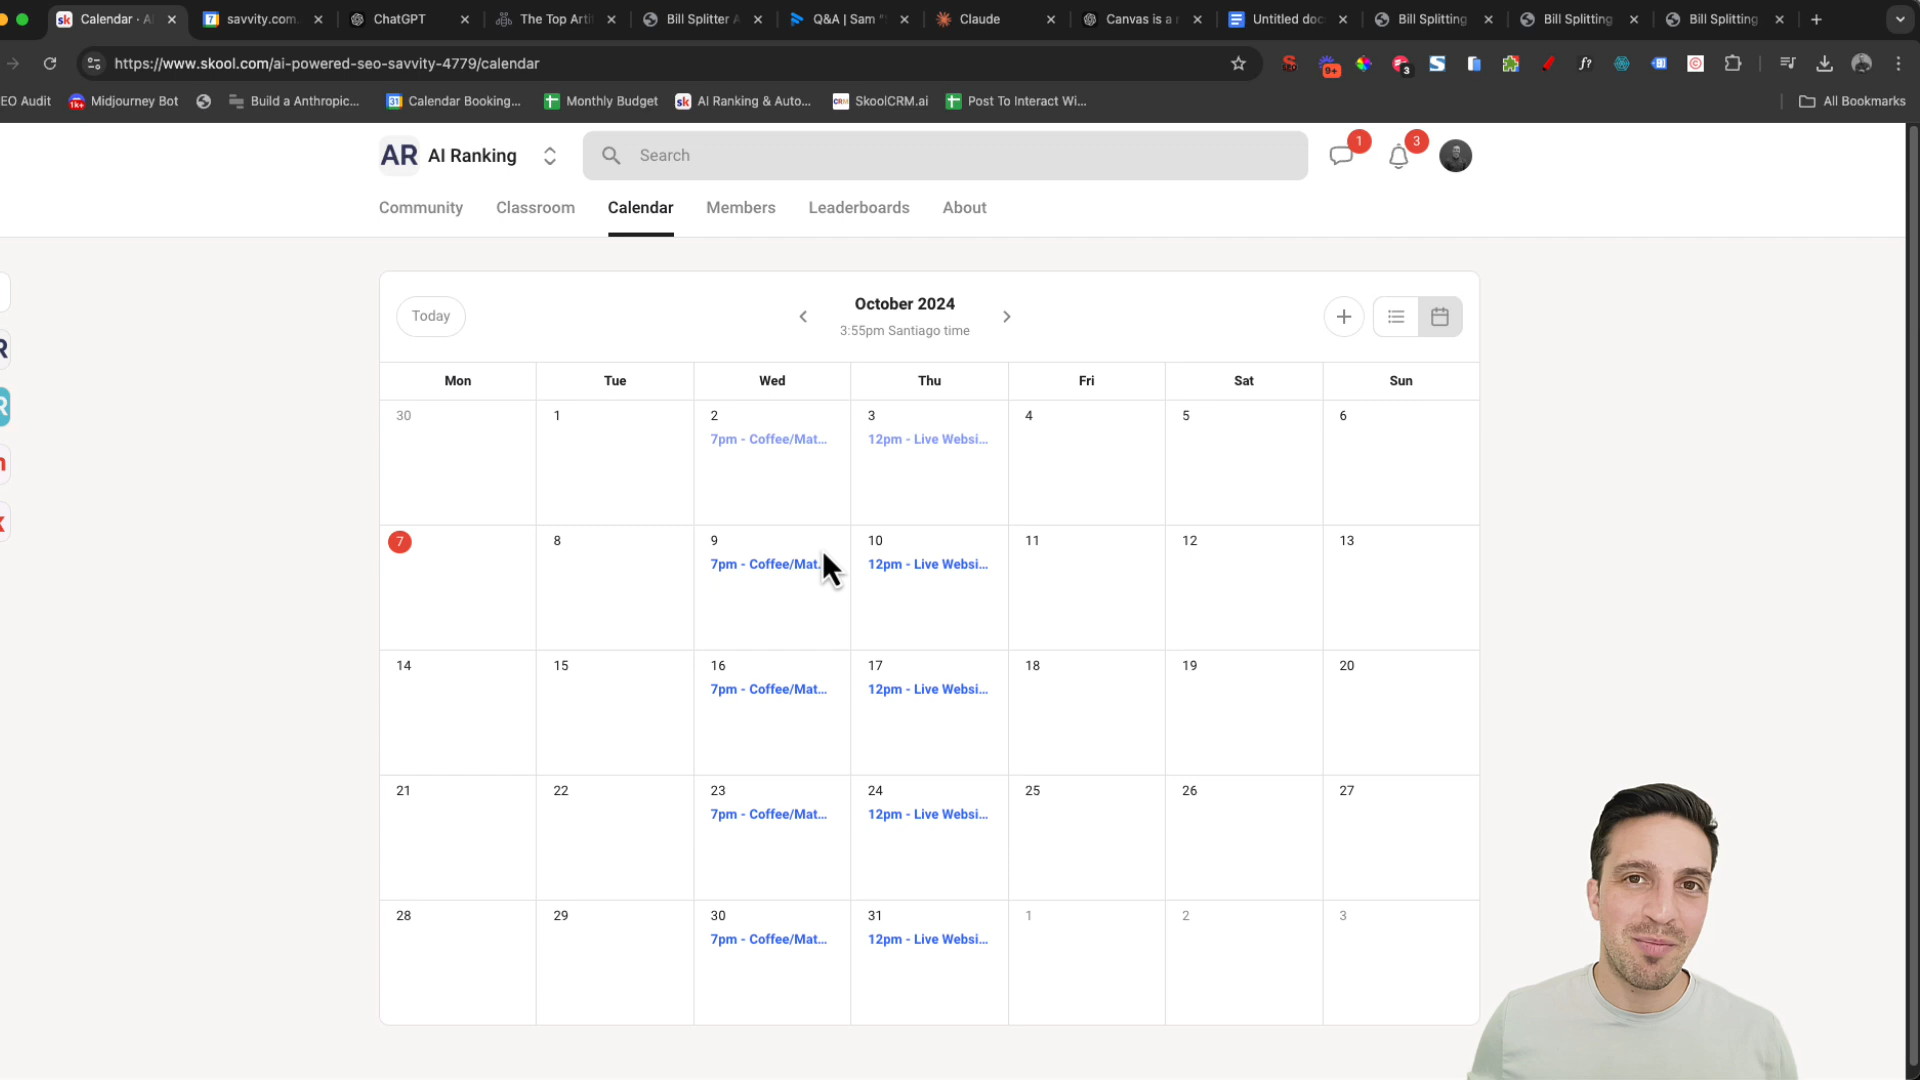 Calendar · A
savvity.com.
ChatGPT
The Top Arti
Bill Splitter A
Q&A | Sam "
Claude
Canvas is a r
Untitled doc
Bill Splitting
Bill Splitting
Bill Splitting
https://www.skool.com/ai-powered-seo-savvity-4779/calendar
EO Audit
Midjourney Bot
Build a Anthropic...
Calendar Booking...
Monthly Budget
AI Ranking & Auto...
SkoolCRM.ai
Post To Interact Wi...
All Bookmarks
AR
AI Ranking
Search
1
3
Community
Classroom
Calendar
Members
Leaderboards
About
Today
October 2024
3:55pm Santiago time
Mon
Tue
Wed
Thu
Fri
Sat
Sun
30
1
2
7pm - Coffee/Mat...
3
12pm - Live Websi...
4
5
6
7
8
9
7pm - Coffee/Mat..
10
12pm - Live Websi...
11
12
13
14
15
16
7pm - Coffee/Mat...
17
12pm - Live Websi...
18
19
20
21
22
23
7pm - Coffee/Mat...
24
12pm - Live Websi...
25
26
27
28
29
30
7pm - Coffee/Mat...
31
12pm - Live Websi...
1
2
3